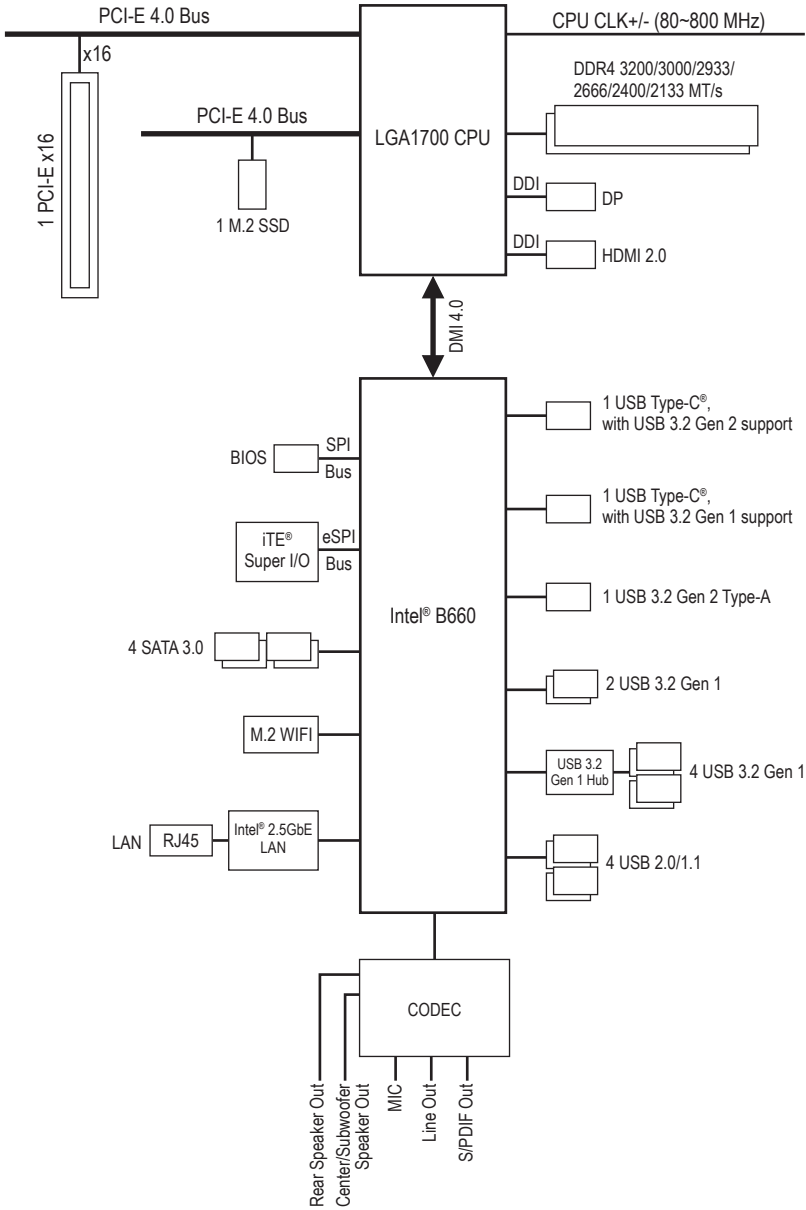 PCI-E 4.0 Bus
CPU CLK+/- (80~800 MHz)
x16
DDR4 3200/3000/2933/
2666/2400/2133 MT/s
PCI-E 4.0 Bus
LGA1700 CPU
1 PCI-E x16
DDI
DP
1 M.2 SSD
DDI
HDMI 2.0
DMI 4.0
1 USB Type-C®,
with USB 3.2 Gen 2 support
BIOS
SPI
Bus
1 USB Type-C®,
with USB 3.2 Gen 1 support
iTE®
Super I/O
eSPI
Bus
Intel® B660
1 USB 3.2 Gen 2 Type-A
4 SATA 3.0
2 USB 3.2 Gen 1
M.2 WIFI
USB 3.2
Gen 1 Hub
4 USB 3.2 Gen 1
LAN
RJ45
Intel® 2.5GbE
LAN
4 USB 2.0/1.1
CODEC
Rear Speaker Out
Center/Subwoofer
Speaker Out
MIC
Line Out
S/PDIF Out